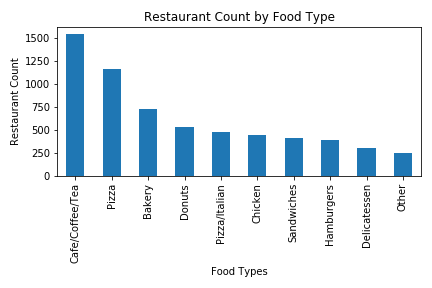 Restaurant Count by Food Type
Restaurant Count
1500
1250
1000
750
500
250
0
Cafe/Coffee/Tea
Pizza
Bakery
Donuts
Pizza/Italian
Chicken
Sandwiches
Hamburgers
Delicatessen
Other
Food Types